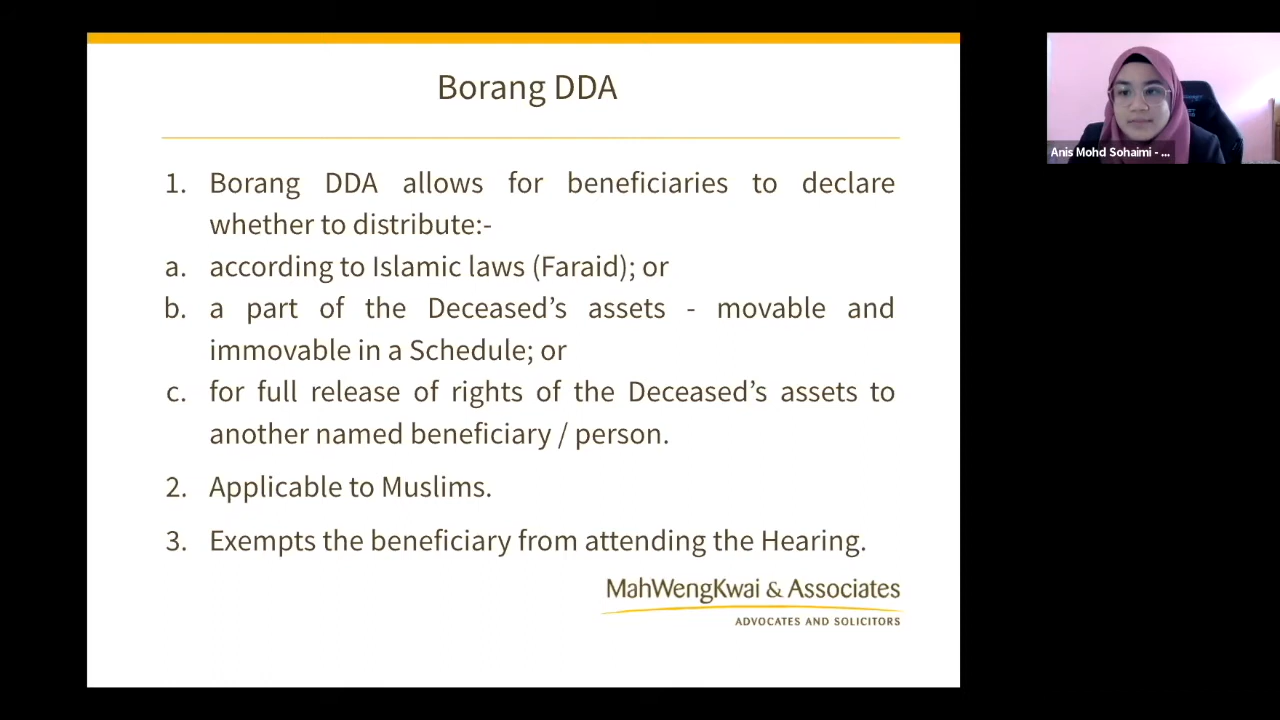 Borang DDA
1. Borang DDA allows for beneficiaries to declare
whether to distribute:-
a. according to Islamic laws (Faraid); or
b. a part of the Deceased's assets - movable and
immovable in a Schedule; or
c. for full release of rights of the Deceased's assets to
another named beneficiary / person.
2. Applicable to Muslims.
3. Exempts the beneficiary from attending the Hearing.
MahWengKwai & Associates
ADVOCATES AND SOLICITORS
Anis Mohd Sohaimi - ...